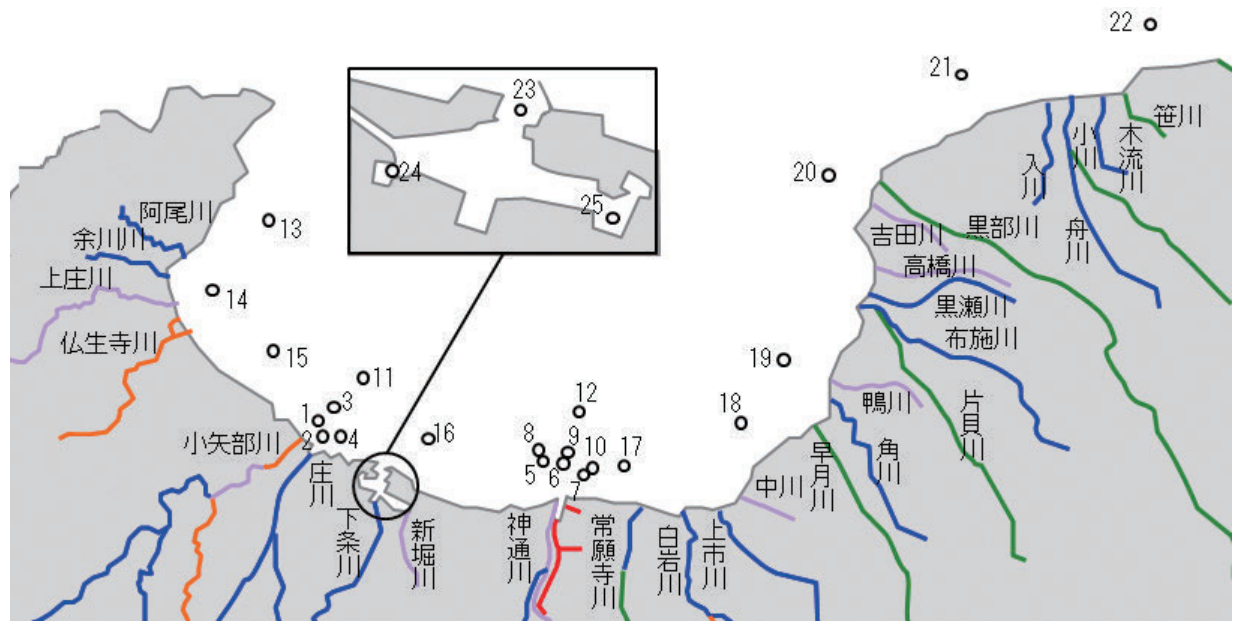 22
21
23
笹川
木流川
小川
入川
24
20
25
阿尾川
13
余川川
舟川
黒部川
吉田川
上庄川
高橋川
14
黒瀬川
仏生寺川
布施川
15
19
11
鴨川
片貝川
3
12
1
18
2
4
16
8
9
10
17
5
6
7
小矢部川
角川
早月川
中川
庄川
下条川
新堀川
神通川
常願寺川
白岩川
上市川